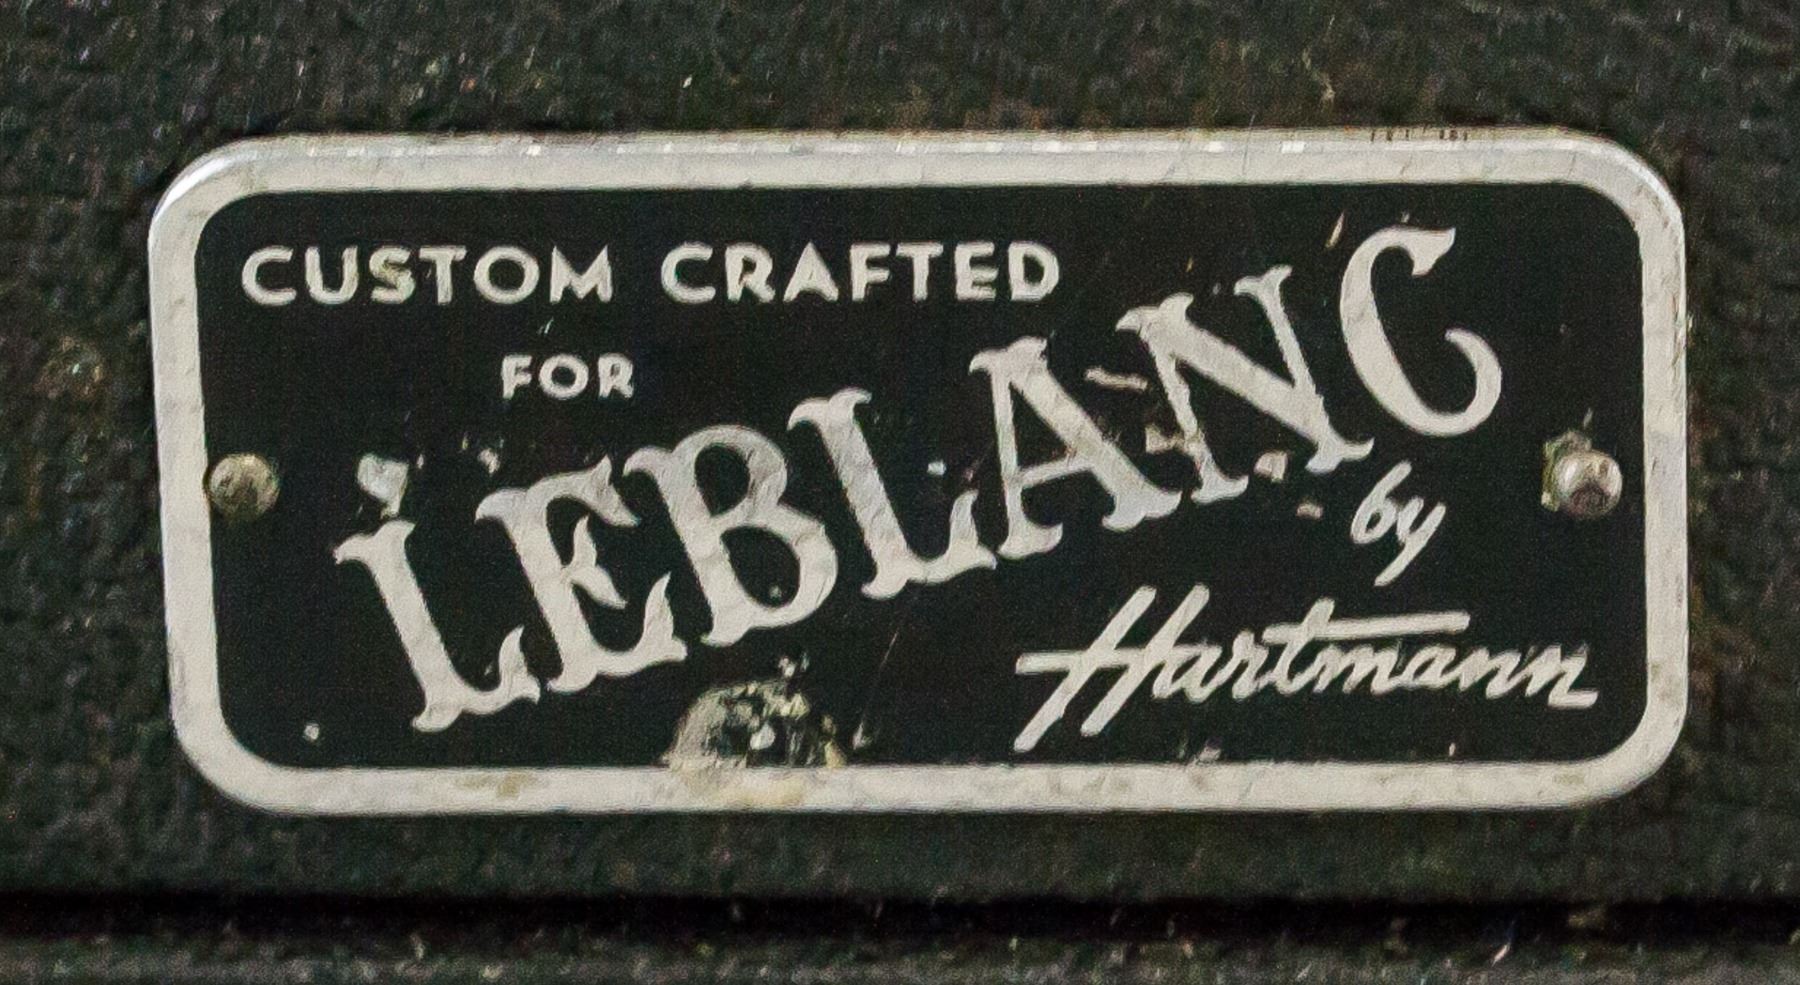 CUSTOM CRAFTED
FOR
LEBLANC
by
Hartmann